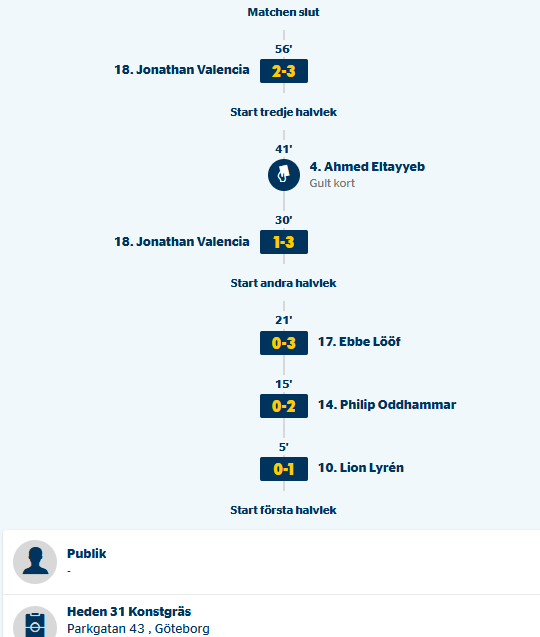 Matchen slut
56'
18. Jonathan Valencia
2-3
Start tredje halvlek
41'
4. Ahmed Eltayyeb
Gult kort
30'
18. Jonathan Valencia
1-3
Start andra halvlek
21'
0-3
17. Ebbe Lööf
15'
0-2
14. Philip Oddhammar
5'
0-1
10. Lion Lyrén
Start första halvlek
Publik
-
Heden 31 Konstgräs
Parkgatan 43 , Göteborg